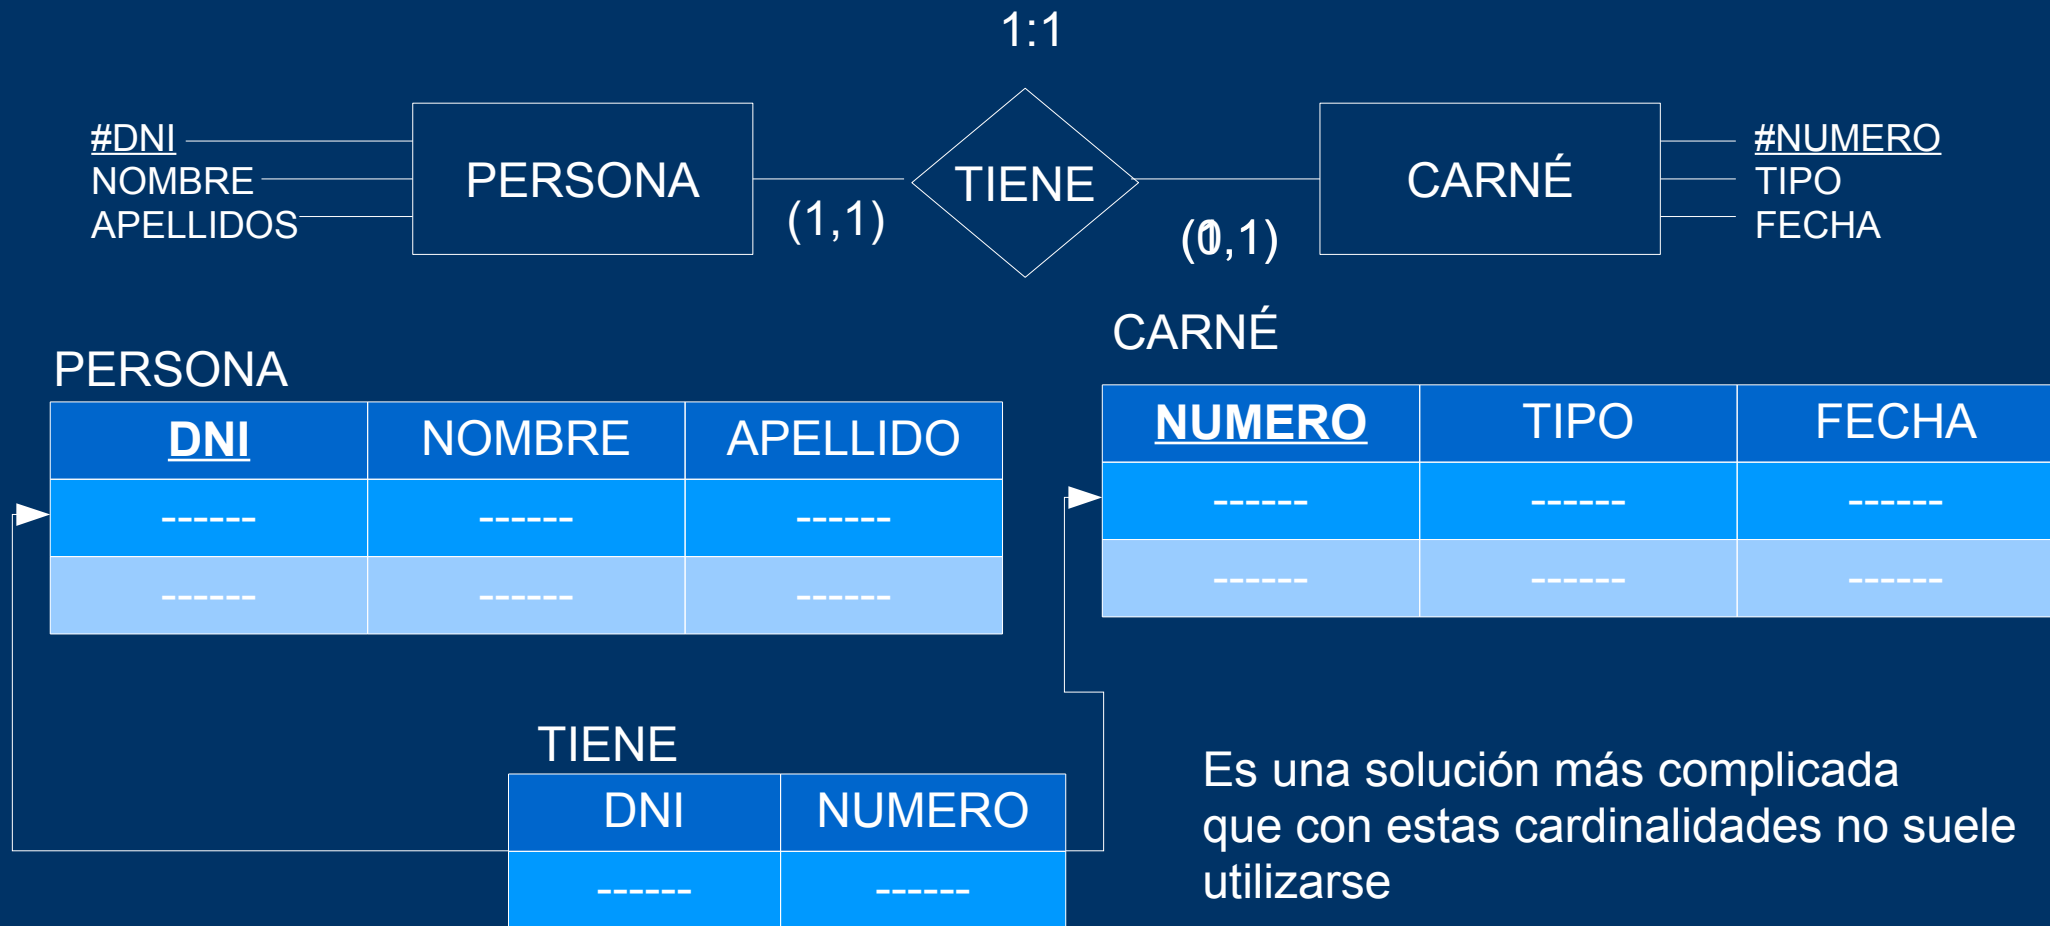 1:1
#DNI
NOMBRE
APELLIDOS
PERSONA
(1,1)
TIENE
(0,1)
CARNÉ
#NUMERO
TIPO
FECHA
PERSONA
DNI NOMBRE APELLIDO
------ ------ ------
------ ------ ------
CARNÉ
NUMERO TIPO FECHA
------ ------ ------
------ ------ ------
TIENE
DNI NUMERO
------ ------
Es una solución más complicada
que con estas cardinalidades no suele
utilizarse